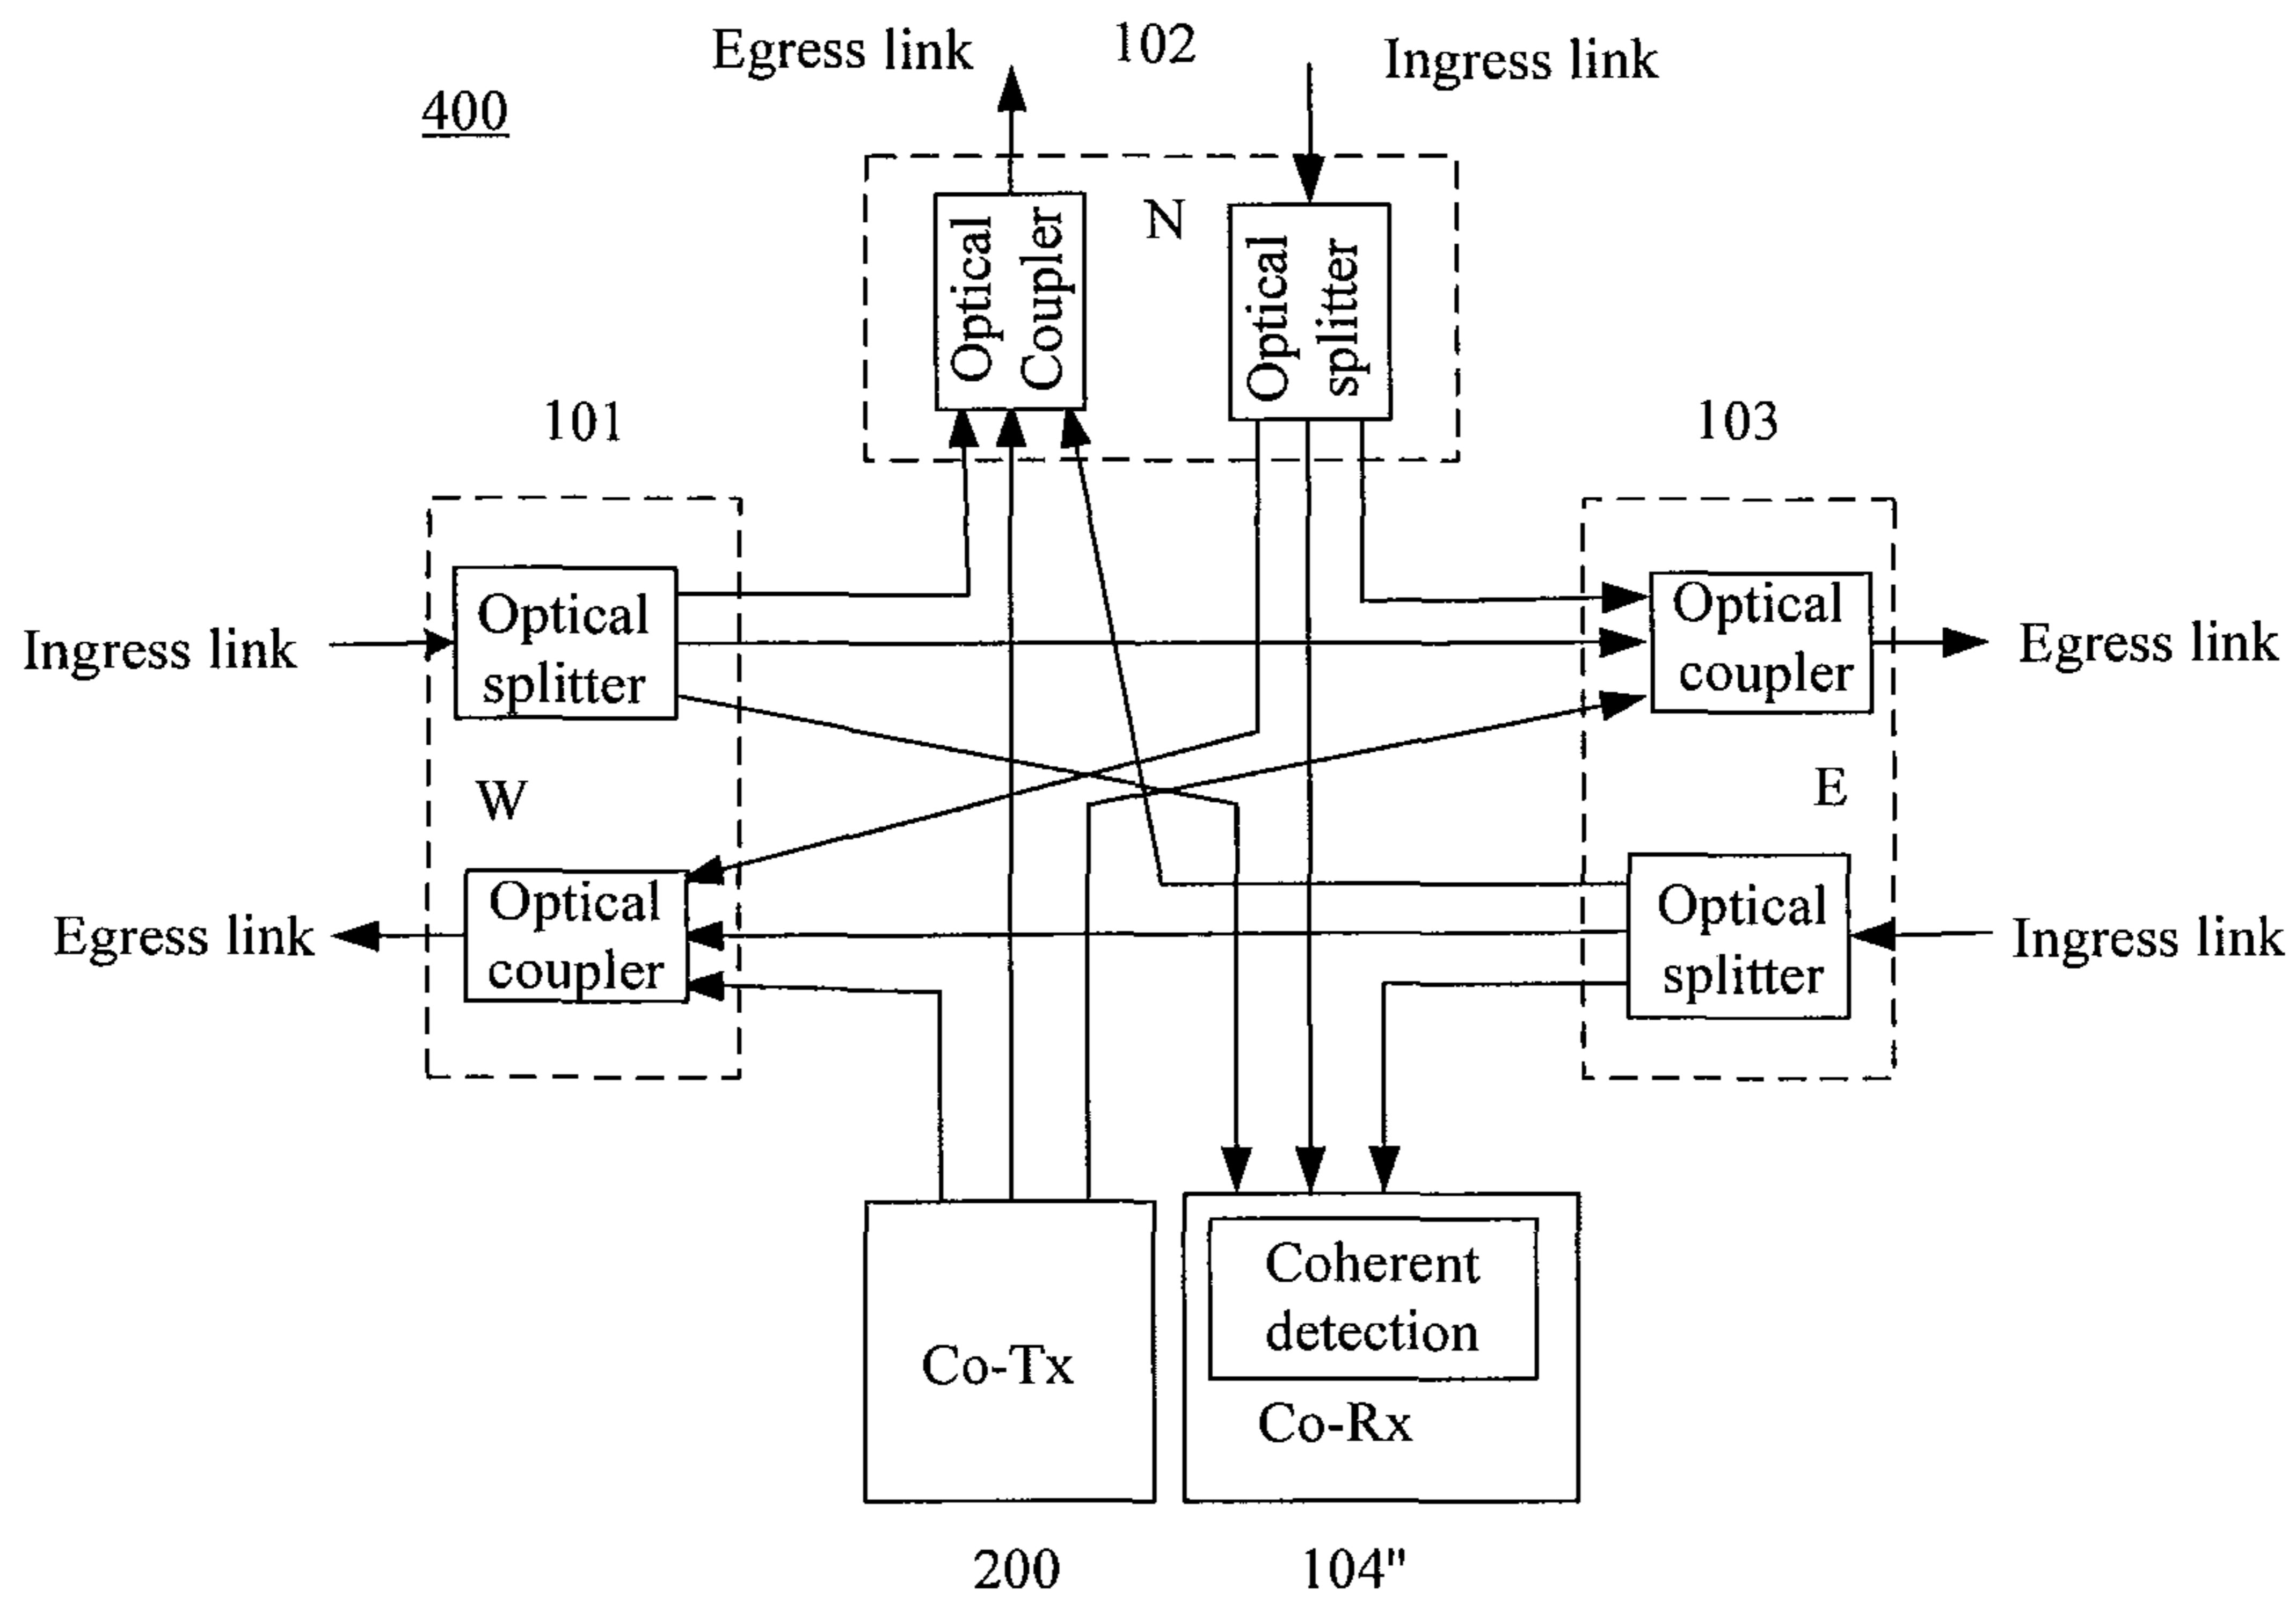 Egress link
102
Ingress link
400
N
Optical
Coupler
Optical
splitter
101
103
Ingress link
Optical
splitter
Optical
coupler
Egress link
W
E
Egress link
Optical
coupler
Optical
splitter
Ingress link
Co-Tx
Coherent
detection
Co-Rx
200
104"